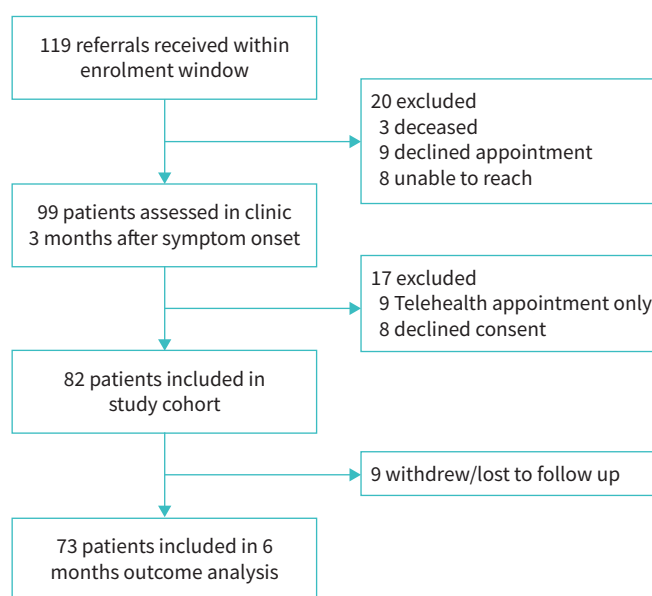 119 referrals received within
enrolment window
20 excluded
3 deceased
9 declined appointment
8 unable to reach
99 patients assessed in clinic
3 months after symptom onset
17 excluded
9 Telehealth appointment only
8 declined consent
82 patients included in
study cohort
9 withdrew/lost to follow up
73 patients included in 6
months outcome analysis